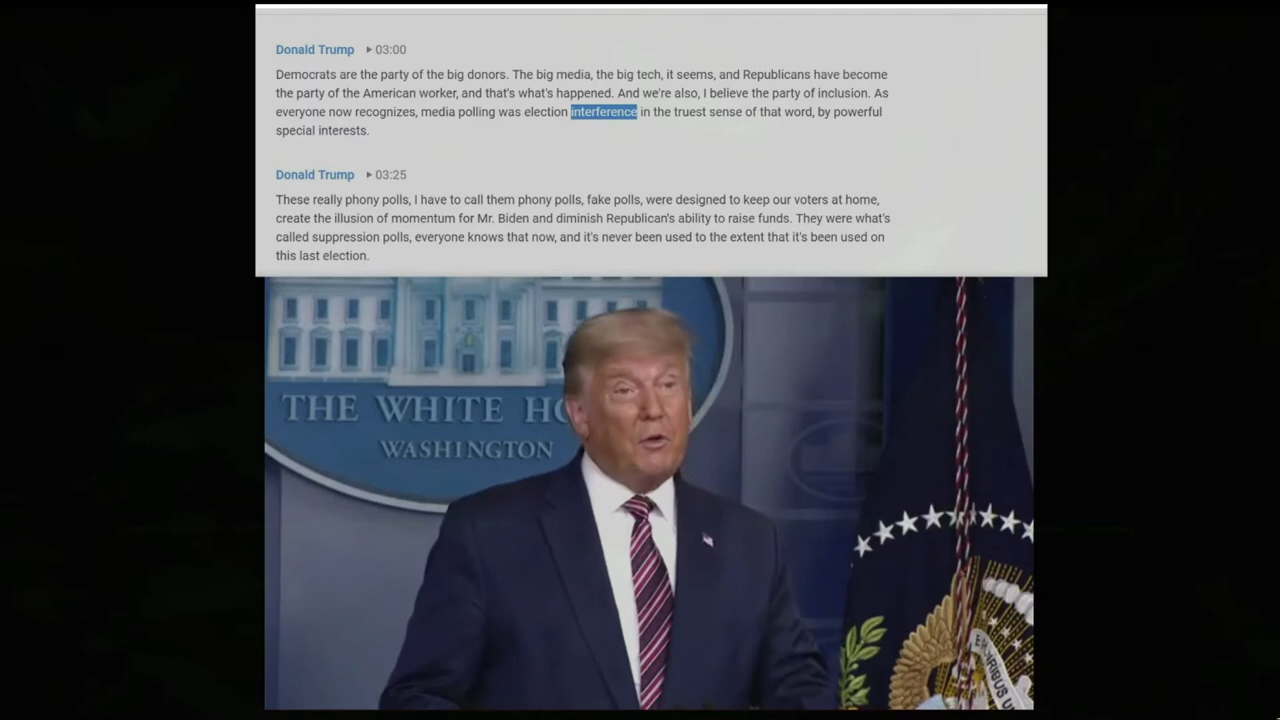 Donald Trump 03:00
Democrats are the party of the big donors. The big media, the big tech, it seems, and Republicans have become
the party of the American worker, and that's what's happened. And we're also, I believe the party of inclusion. As
everyone now recognizes, media polling was election interference in the truest sense of that word, by powerful
special interests.
Donald Trump 03:25
These really phony polls, I have to call them phony polls, fake polls, were designed to keep our voters at home,
create the illusion of momentum for Mr. Biden and diminish Republican's ability to raise funds. They were what's
called suppression polls, everyone knows that now, and it's never been used to the extent that it's been used on
this last election.
THE WHITE HO
WASHINGTON